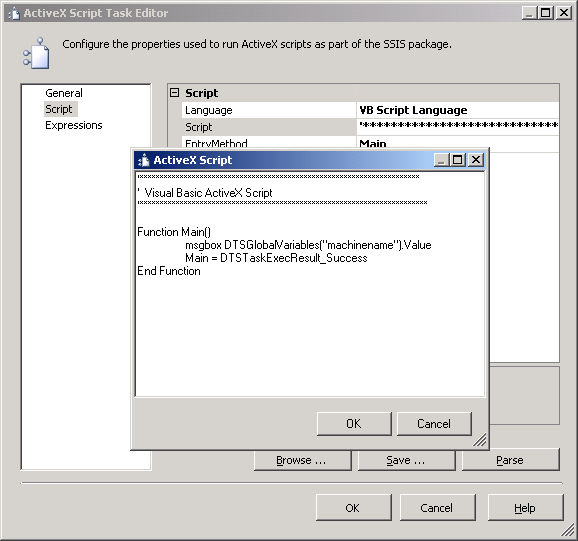 ActiveX Script Task Editor
Configure the properties used to run ActiveX scripts as part of the SSIS package.
General
Script
Expressions
Script
Language VB Script Language
Script
EntryMethod Main
ActiveX Script
' Visual Basic ActiveX Script
Function Main()
msgbox DTSGlobalVariables("machinename").Value
Main = DTSTaskExecResult_Success
End Function
OK Cancel
Browse ... Save ... Parse
OK Cancel Help